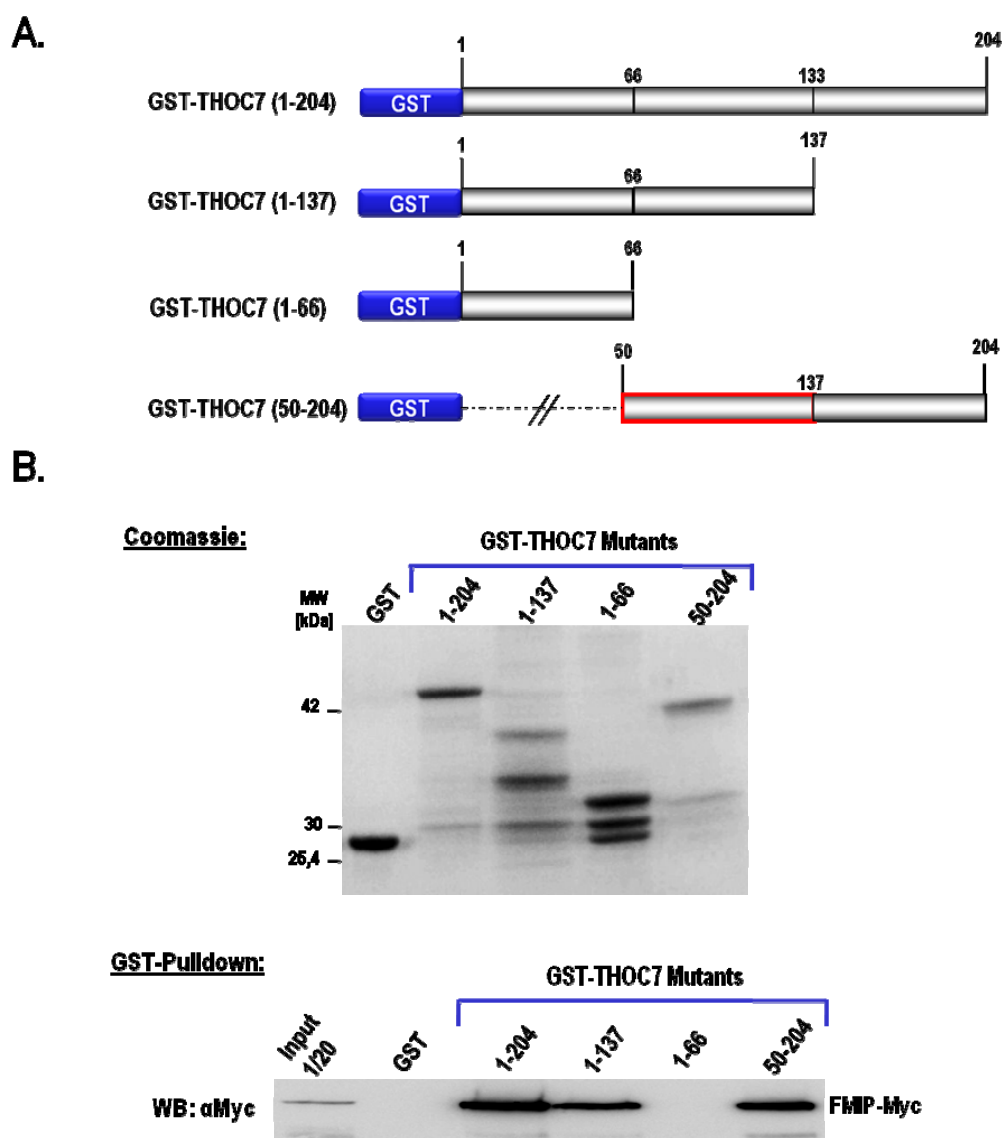 A.
1 204
66 133
GST-THOC7 (1-204) GST
1 137
66
GST-THOC7 (1-137) GST
1 66
GST-THOC7 (1-66) GST
50 204
137
GST-THOC7 (50-204) GST
B.
Coomassie:
GST-THOC7 Mutants
MW
[kDa]
GST 1-204 1-137 1-66 50-204
42
30
25,4
GST-Pulldown:
GST-THOC7 Mutants
Input
1/20
GST 1-204 1-137 1-66 50-204
WB: αMyc FMIP-Myc